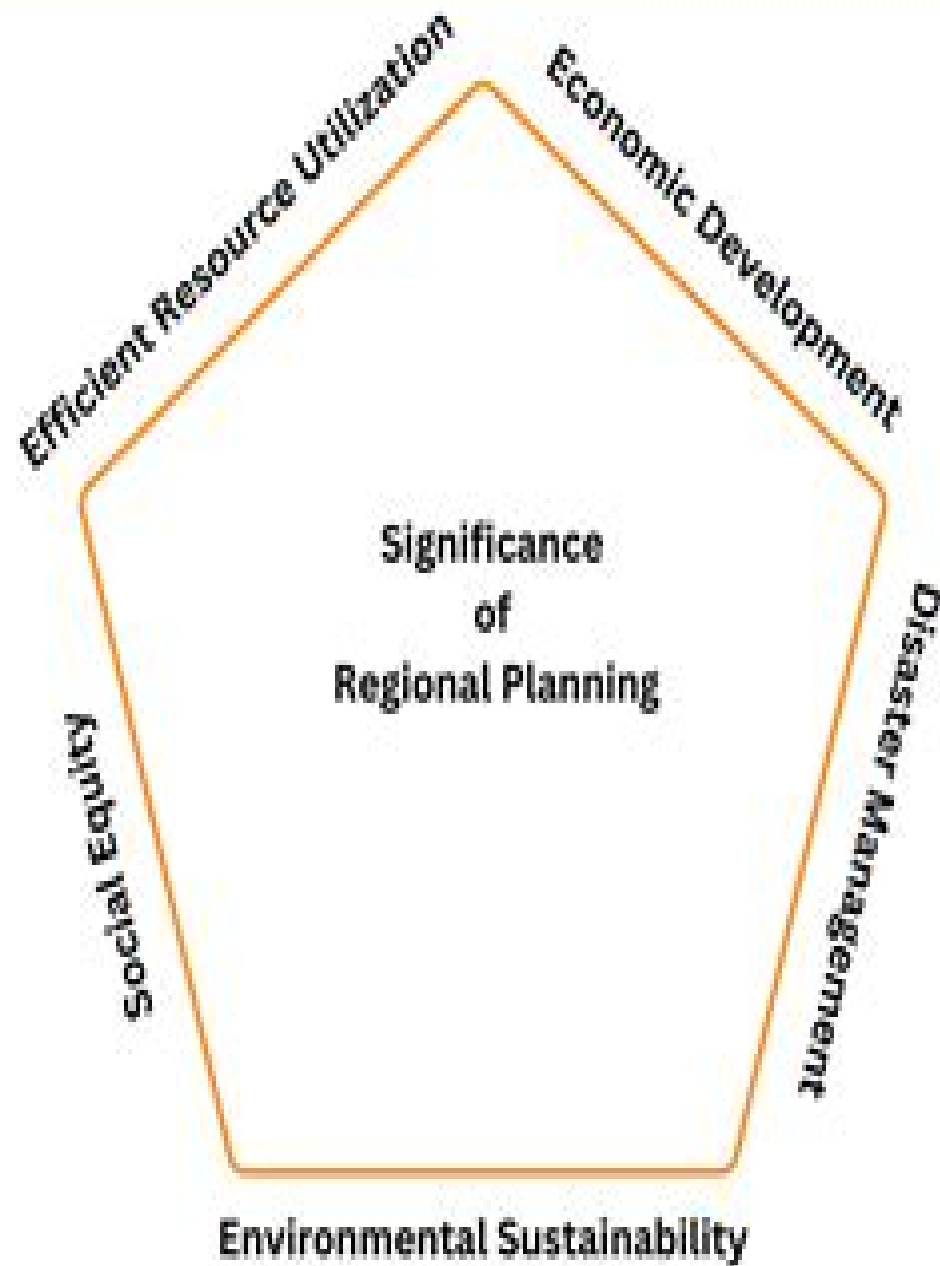 Efficient Resource Utilization
Economic Development
Significance
of
Regional Planning
Social Equity
Disaster Management
Environmental Sustainability